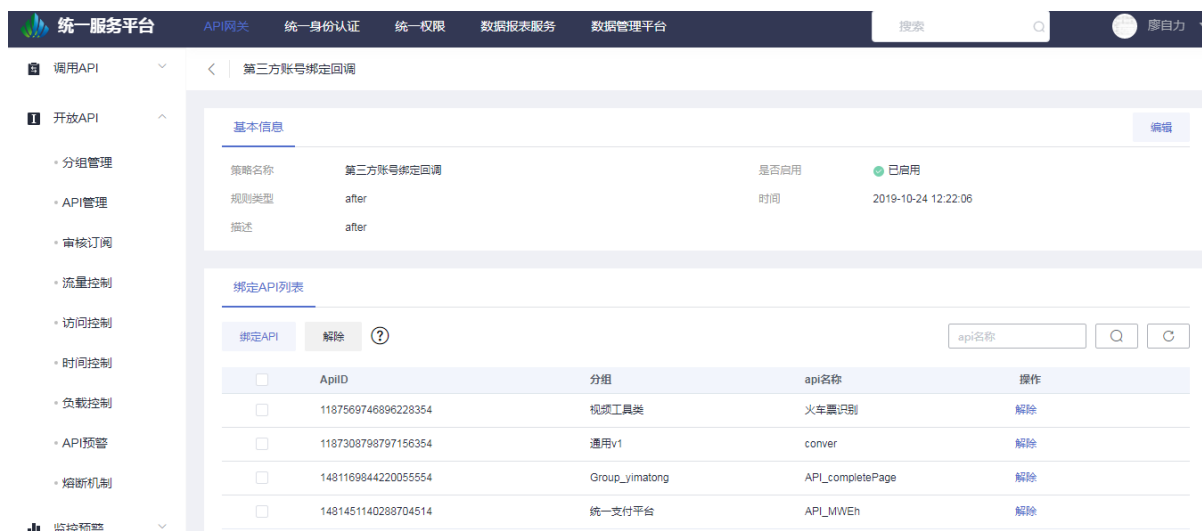 统一服务平台 API网关 统一身份认证 统一权限 数据报表服务 数据管理平台 搜索 廖自力
调用API
第三方账号绑定回调
开放API
分组管理
API管理
审核订阅
流量控制
访问控制
时间控制
负载控制
API预警
熔断机制
监控预警
基本信息 编辑
策略名称 第三方账号绑定回调 是否启用 已启用
规则类型 after 时间 2019-10-24 12:22:06
描述 after
绑定API列表
绑定API 解除 ? api名称
ApiID 分组 api名称 操作
1187569746896228354 视频工具类 火车票识别 解除
1187308798797156354 通用v1 conver 解除
1481169844220055554 Group_yimatong API_completePage 解除
1481451140288704514 统一支付平台 API_MWEh 解除